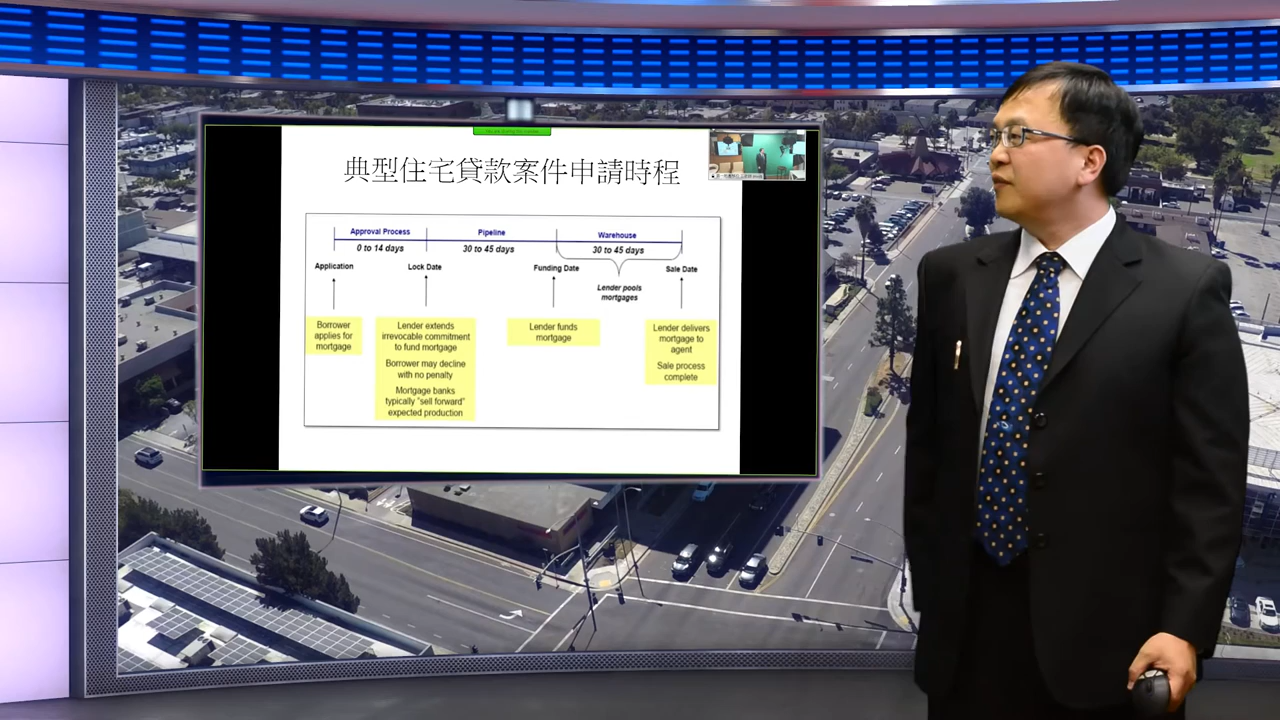 典型住宅貸款案件申請時程
Approval Process
Pipeline
Warehouse
0 to 14 days
30 to 45 days
30 to 45 days
Application
Lock Date
Funding Date
Sale Date
Lender pools
mortgages
Borrower
applies for
mortgage
Lender extends
irrevocable commitment
to fund mortgage
Borrower may decline
with no penalty
Mortgage banks
typically “sell forward”
expected production
Lender funds
mortgage
Lender delivers
mortgage to
agent
Sale process
complete